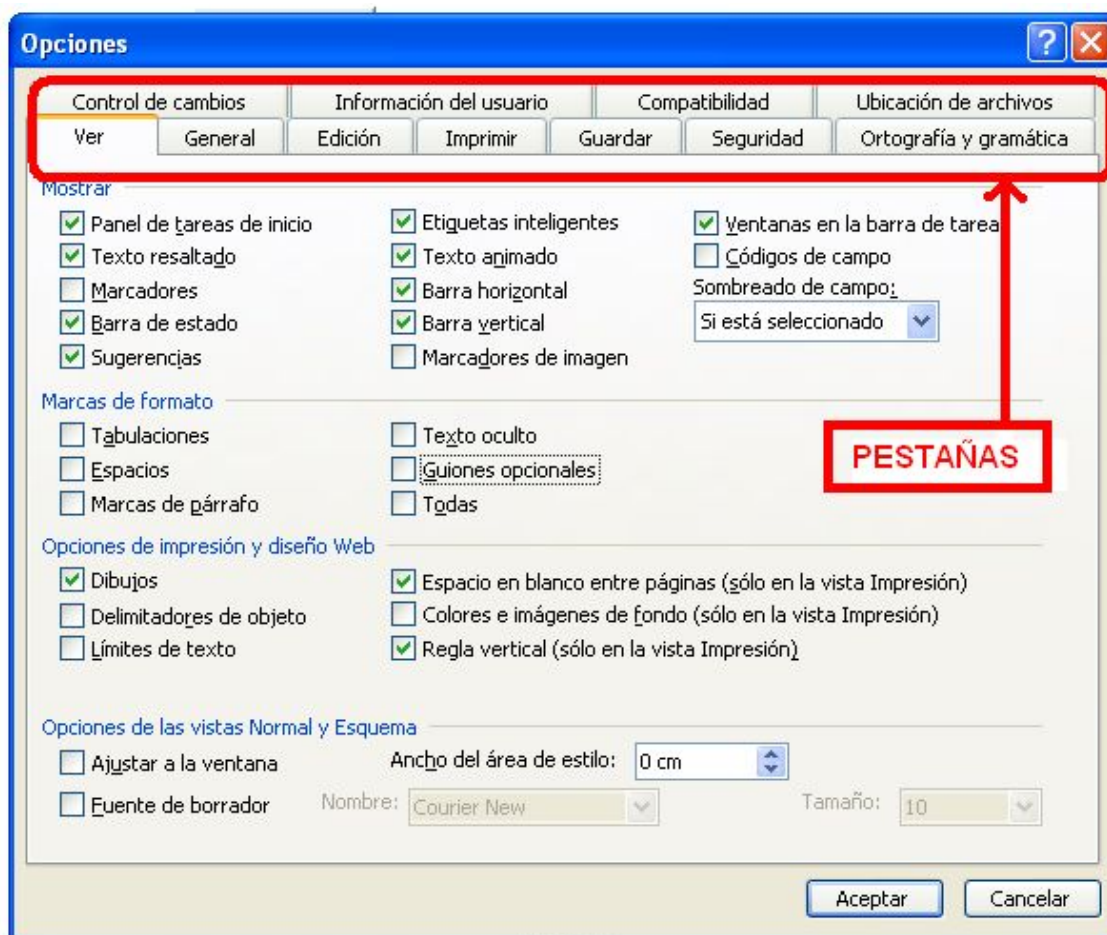 Opciones
Control de cambios Información del usuario Compatibilidad Ubicación de archivos
Ver General Edición Imprimir Guardar Seguridad Ortografía y gramática
Mostrar
Panel de tareas de inicio Etiquetas inteligentes Ventanas en la barra de tarea
Texto resaltado Texto animado Códigos de campo
Marcadores Barra horizontal Sombreado de campo:
Barra de estado Barra vertical Si está seleccionado
Sugerencias Marcadores de imagen
Marcas de formato
Tabulaciones Texto oculto
PESTAÑAS
Espacios Guiones opcionales
Marcas de párrafo Todas
Opciones de impresión y diseño Web
Dibujos Espacio en blanco entre páginas (sólo en la vista Impresión)
Delimitadores de objeto Colores e imágenes de fondo (sólo en la vista Impresión)
Límites de texto Regla vertical (sólo en la vista Impresión)
Opciones de las vistas Normal y Esquema
Ajustar a la ventana Ancho del área de estilo: 0 cm
Fuente de borrador Nombre: Courier New Tamaño: 10
Aceptar Cancelar